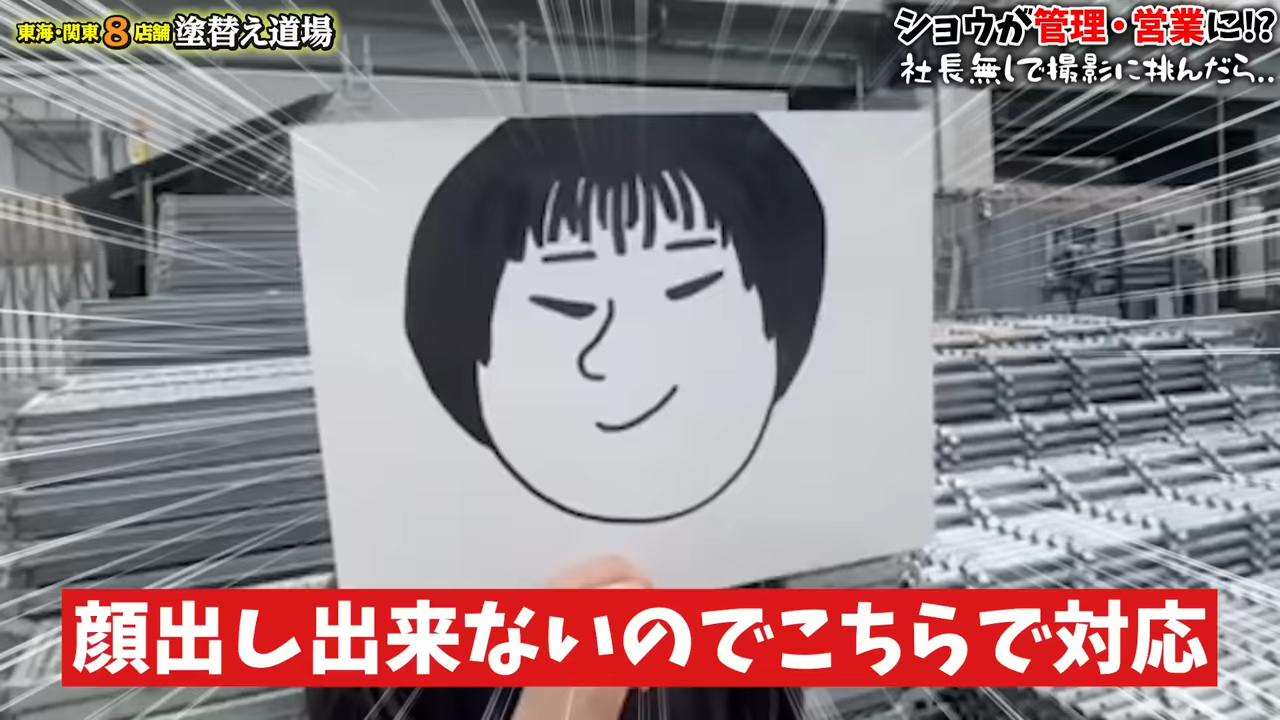 東海・関東8店舗 塗替え道場
ショウが管理・営業に!?
社長無しで撮影に挑んだら..
顔出し出来ないのでこちらで対応